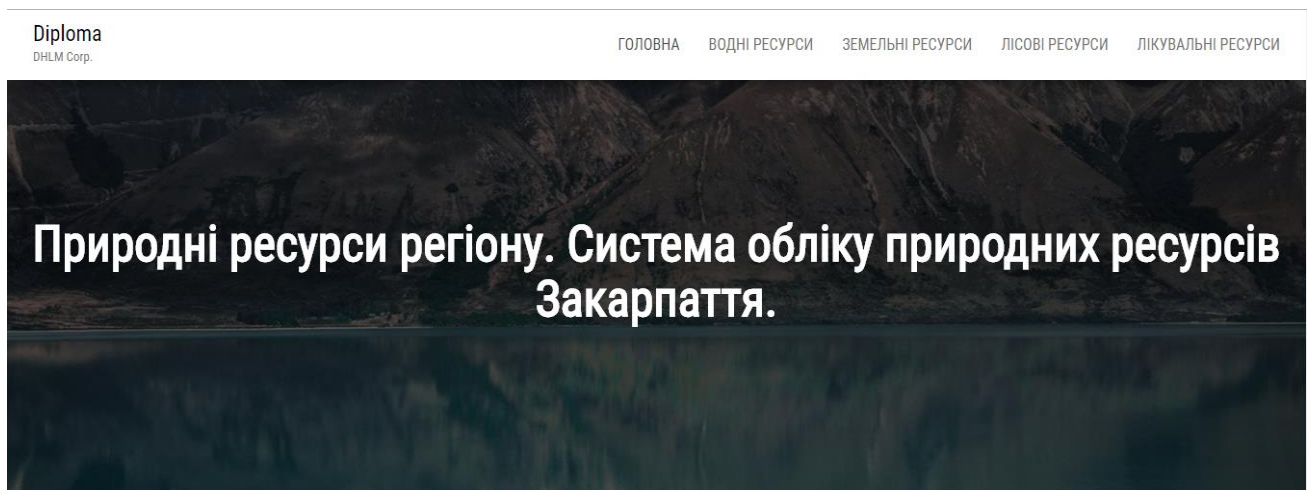 Diploma
DHLM Corp.
ГОЛОВНА ВОДНІ РЕСУРСИ ЗЕМЕЛЬНІ РЕСУРСИ ЛІСОВІ РЕСУРСИ ЛІКУВАЛЬНІ РЕСУРСИ
Природні ресурси регіону. Система обліку природних ресурсів
Закарпаття.